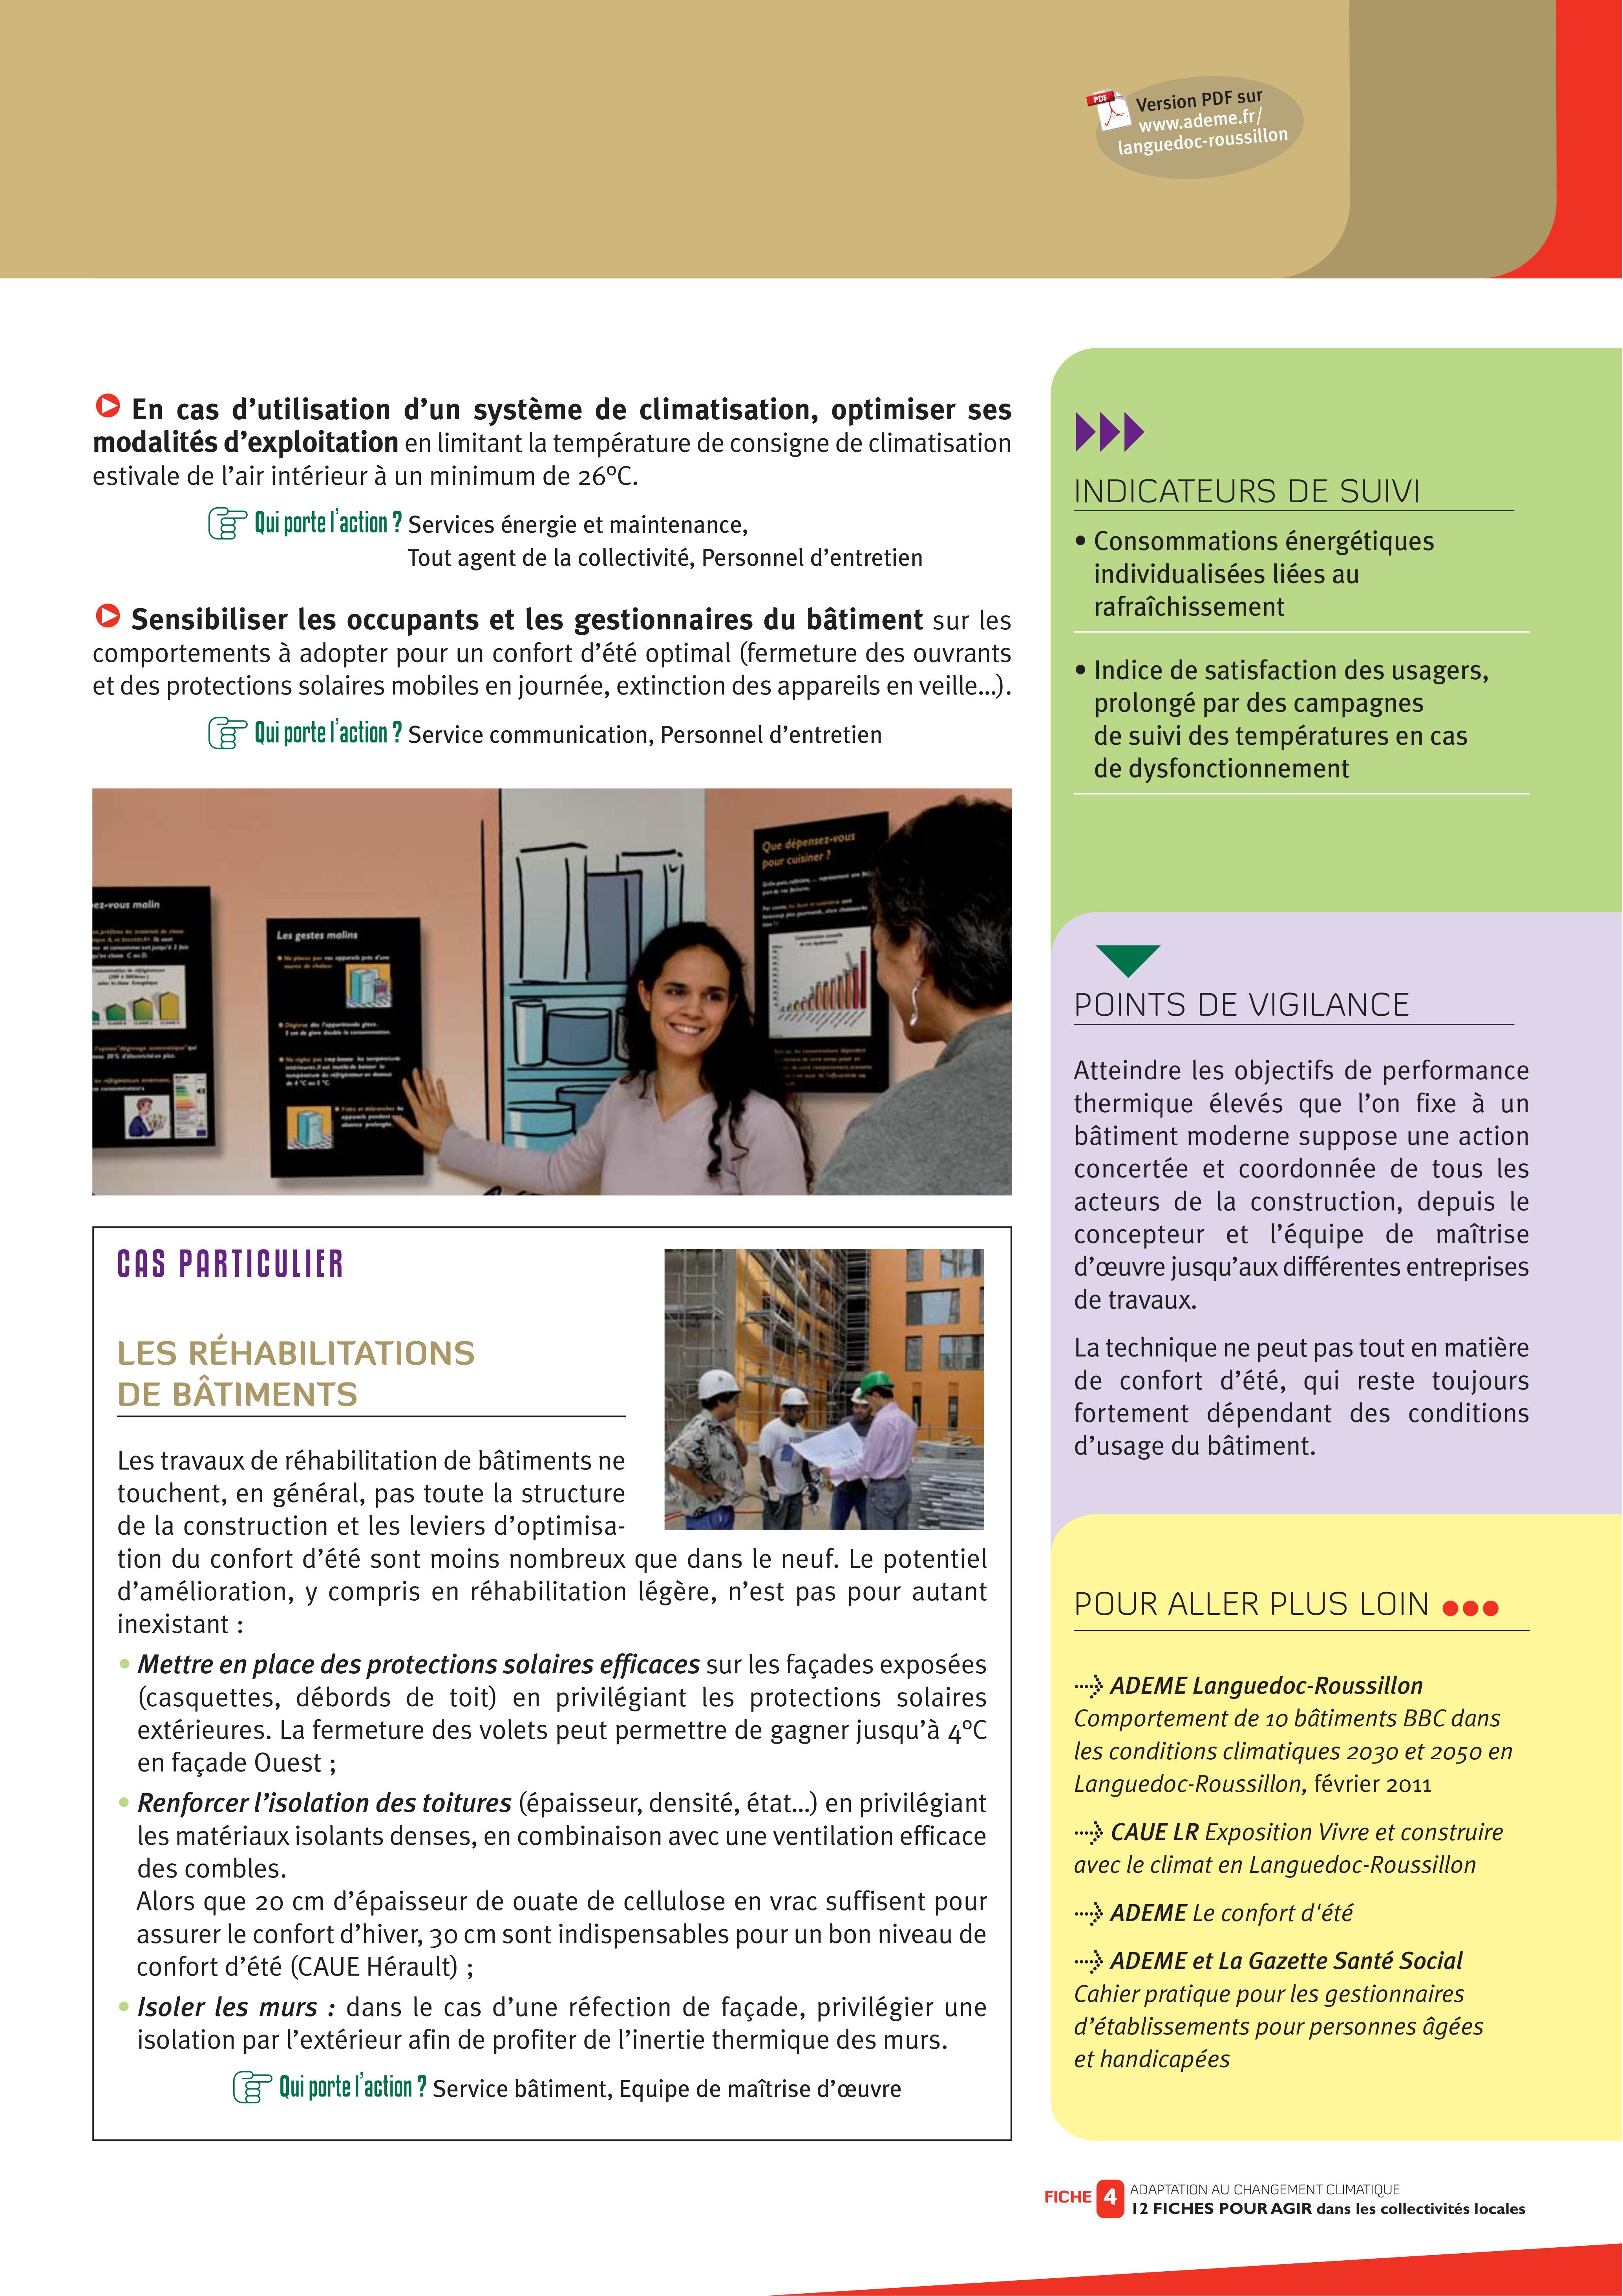 PDF
Version PDF sur
www.ademe.fr/
languedoc-roussillon
En cas d’utilisation d’un système de climatisation, optimiser ses
modalités d’exploitation en limitant la température de consigne de climatisation
estivale de l’air intérieur à un minimum de 26°C.
Qui porte l’action ? Services énergie et maintenance,
Tout agent de la collectivité, Personnel d’entretien
Sensibiliser les occupants et les gestionnaires du bâtiment sur les
comportements à adopter pour un confort d’été optimal (fermeture des ouvrants
et des protections solaires mobiles en journée, extinction des appareils en veille…).
Qui porte l’action ? Service communication, Personnel d’entretien
ez-vous malin
Les gestes malins
Que dépensez-vous
pour cuisiner ?
CAS PARTICULIER
LES RÉHABILITATIONS
DE BÂTIMENTS
Les travaux de réhabilitation de bâtiments ne
touchent, en général, pas toute la structure
de la construction et les leviers d’optimisa-
tion du confort d’été sont moins nombreux que dans le neuf. Le potentiel
d’amélioration, y compris en réhabilitation légère, n’est pas pour autant
inexistant :
• Mettre en place des protections solaires efficaces sur les façades exposées
(casquettes, débords de toit) en privilégiant les protections solaires
extérieures. La fermeture des volets peut permettre de gagner jusqu’à 4°C
en façade Ouest ;
• Renforcer l’isolation des toitures (épaisseur, densité, état…) en privilégiant
les matériaux isolants denses, en combinaison avec une ventilation efficace
des combles.
Alors que 20 cm d’épaisseur de ouate de cellulose en vrac suffisent pour
assurer le confort d’hiver, 30 cm sont indispensables pour un bon niveau de
confort d’été (CAUE Hérault) ;
• Isoler les murs : dans le cas d’une réfection de façade, privilégier une
isolation par l’extérieur afin de profiter de l’inertie thermique des murs.
Qui porte l’action ? Service bâtiment, Equipe de maîtrise d’œuvre
INDICATEURS DE SUIVI
• Consommations énergétiques
individualisées liées au
rafraîchissement
• Indice de satisfaction des usagers,
prolongé par des campagnes
de suivi des températures en cas
de dysfonctionnement
POINTS DE VIGILANCE
Atteindre les objectifs de performance
thermique élevés que l’on fixe à un
bâtiment moderne suppose une action
concertée et coordonnée de tous les
acteurs de la construction, depuis le
concepteur et l’équipe de maîtrise
d’œuvre jusqu’aux différentes entreprises
de travaux.
La technique ne peut pas tout en matière
de confort d’été, qui reste toujours
fortement dépendant des conditions
d’usage du bâtiment.
POUR ALLER PLUS LOIN
ADEME Languedoc-Roussillon
Comportement de 10 bâtiments BBC dans
les conditions climatiques 2030 et 2050 en
Languedoc-Roussillon, février 2011
CAUE LR Exposition Vivre et construire
avec le climat en Languedoc-Roussillon
ADEME Le confort d'été
ADEME et La Gazette Santé Social
Cahier pratique pour les gestionnaires
d’établissements pour personnes âgées
et handicapées
FICHE 4 ADAPTATION AU CHANGEMENT CLIMATIQUE
12 FICHES POUR AGIR dans les collectivités locales